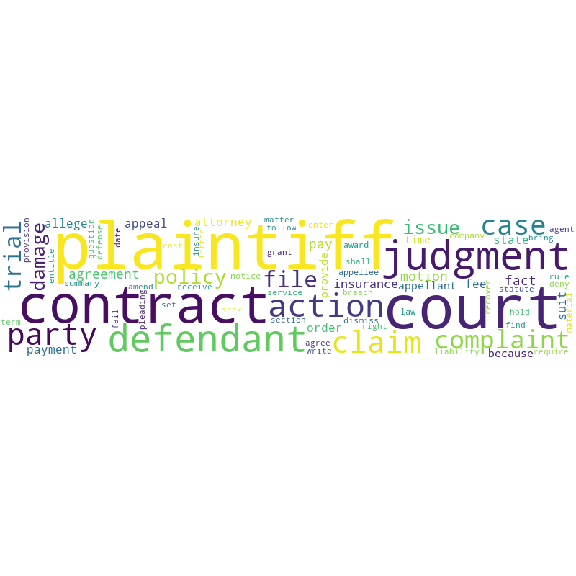 trial
provision
damage
allege
entitle
question
defense
date
appeal
plaintiff
insure
attorney
cost
matter
follow
enter
grant
provide
pay
award
shall
appellee
time
issue
company
state
case
bring
agent
judgment
agreement
summary
policy
amend
receive
notice
file
service
insurance
motion
appellant
fee
recover
fact
statute
rule
deny
suit
material
contract
term
fail
pleading
set
....
action
section
breach
dismiss
right
law
court
hold
find
party
payment
defendant
order
agree
write
claim
complaint
liability
because
require